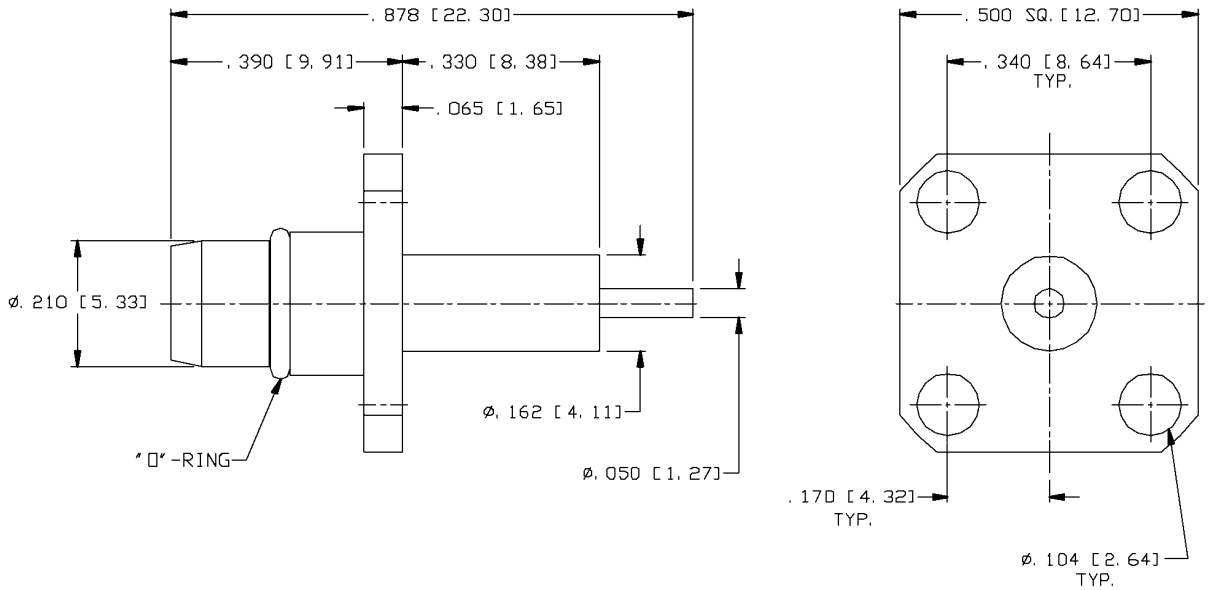 .878 [22.30]
.500 SQ. [12.70]
.390 [9.91]
.330 [8.38]
.340 [8.64]
TYP.
.065 [1.65]
Ø.210 [5.33]
Ø.162 [4.11]
"O"-RING
Ø.050 [1.27]
.170 [4.32]
TYP.
Ø.104 [2.64]
TYP.